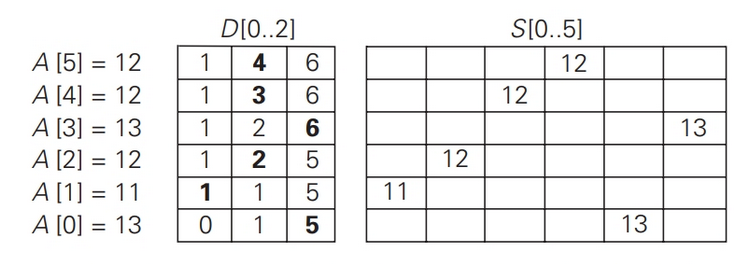 D[0..2] S[0..5]
A [5] = 12 1 4 6 12
A [4] = 12 1 3 6 12
A [3] = 13 1 2 6 13
A [2] = 12 1 2 5 12
A [1] = 11 1 1 5 11
A [0] = 13 0 1 5 13